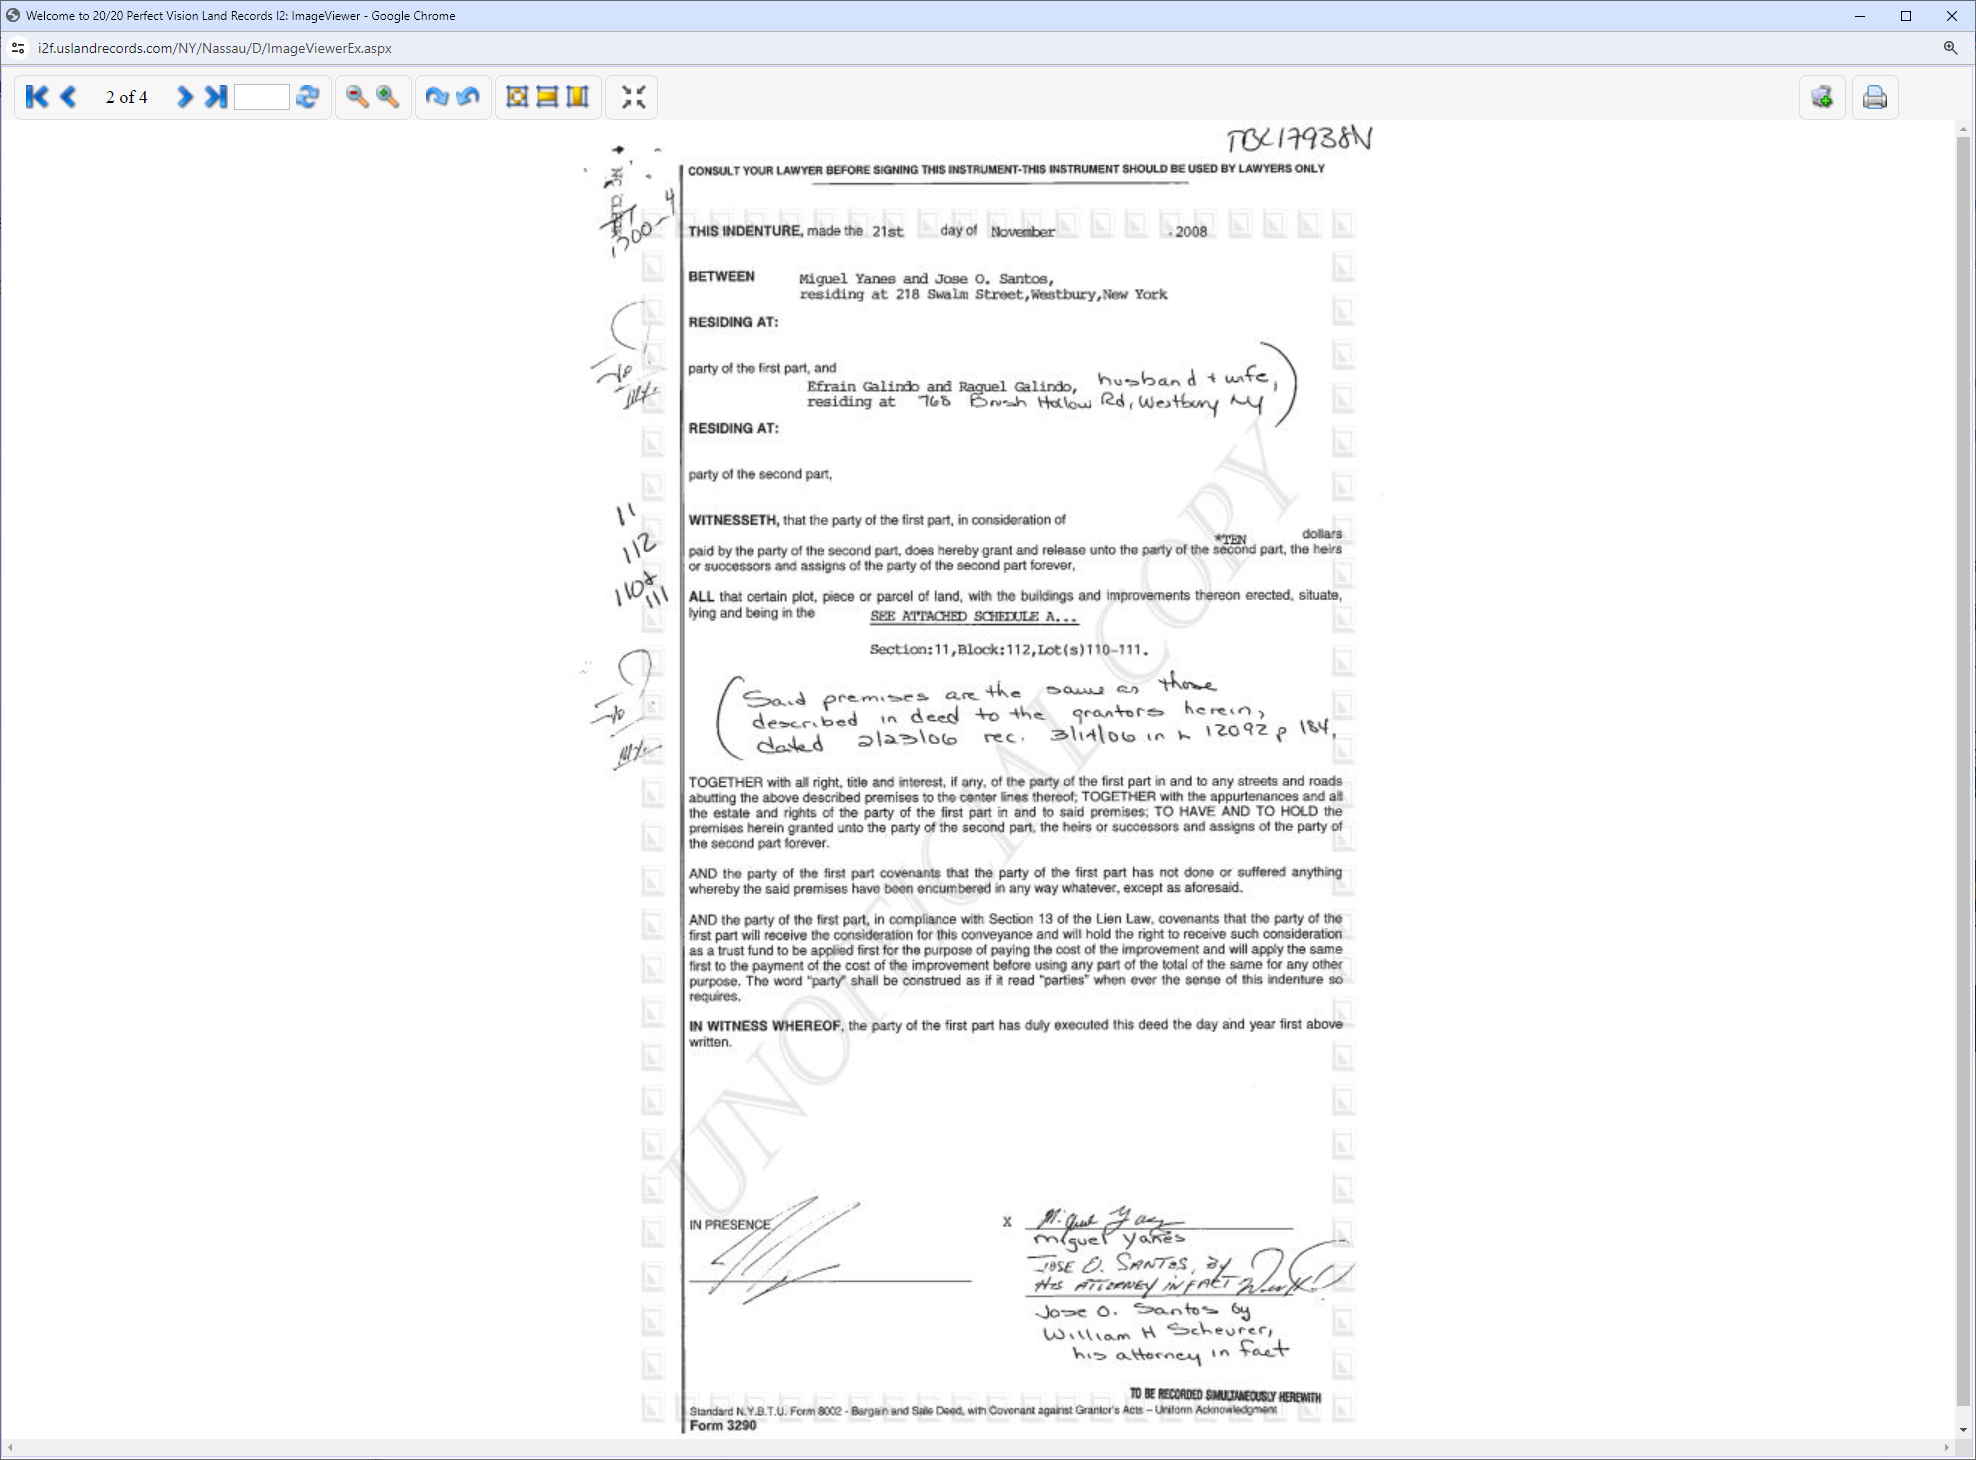 Welcome to 20/20 Perfect Vision Land Records I2: ImageViewer - Google Chrome
i2f.uslandrecords.com/NY/Nassau/D/ImageViewerEx.aspx
2 of 4
TBL17938N
CONSULT YOUR LAWYER BEFORE SIGNING THIS INSTRUMENT-THIS INSTRUMENT SHOULD BE USED BY LAWYERS ONLY
THIS INDENTURE, made the 21st day of November . 2008
BETWEEN Miguel Yanes and Jose O. Santos,
residing at 218 Swalm Street,Westbury,New York
RESIDING AT:
party of the first part, and
Efrain Galindo and Raquel Galindo, husband + wife,
residing at 768 Brush Hollow Rd, Westbury NY
RESIDING AT:
party of the second part,
11
112
110+
111
WITNESSETH, that the party of the first part, in consideration of
*TEN dollars
paid by the party of the second part, does hereby grant and release unto the party of the second part, the heirs
or successors and assigns of the party of the second part forever,
ALL that certain plot, piece or parcel of land, with the buildings and improvements thereon erected, situate,
lying and being in the SEE ATTACHED SCHEDULE A...
Section:11,Block:112,Lot(s)110-111.
Said premises are the same as those
described in deed to the grantors herein,
dated 2/23/06 rec. 3/14/06 in L 12092 p 184.
TOGETHER with all right, title and interest, if any, of the party of the first part in and to any streets and roads
abutting the above described premises to the center lines thereof; TOGETHER with the appurtenances and all
the estate and rights of the party of the first part in and to said premises; TO HAVE AND TO HOLD the
premises herein granted unto the party of the second part, the heirs or successors and assigns of the party of
the second part forever.
AND the party of the first part covenants that the party of the first part has not done or suffered anything
whereby the said premises have been encumbered in any way whatever, except as aforesaid.
AND the party of the first part, in compliance with Section 13 of the Lien Law, covenants that the party of the
first part will receive the consideration for this conveyance and will hold the right to receive such consideration
as a trust fund to be applied first for the purpose of paying the cost of the improvement and will apply the same
first to the payment of the cost of the improvement before using any part of the total of the same for any other
purpose. The word "party" shall be construed as if it read "parties" when ever the sense of this indenture so
requires.
IN WITNESS WHEREOF, the party of the first part has duly executed this deed the day and year first above
written.
UNOFFICIAL COPY
IN PRESENCE
X Miguel Yanes
Miguel Yanes
JOSE O. SANTOS, BY
HIS ATTORNEY IN FACT
Jose O. Santos by
William H Scheurer,
his attorney in fact
TO BE RECORDED SIMULTANEOUSLY HEREWITH
Standard N.Y.B.T.U. Form 8002 - Bargain and Sale Deed, with Covenant against Grantor's Acts – Uniform Acknowledgment
Form 3290